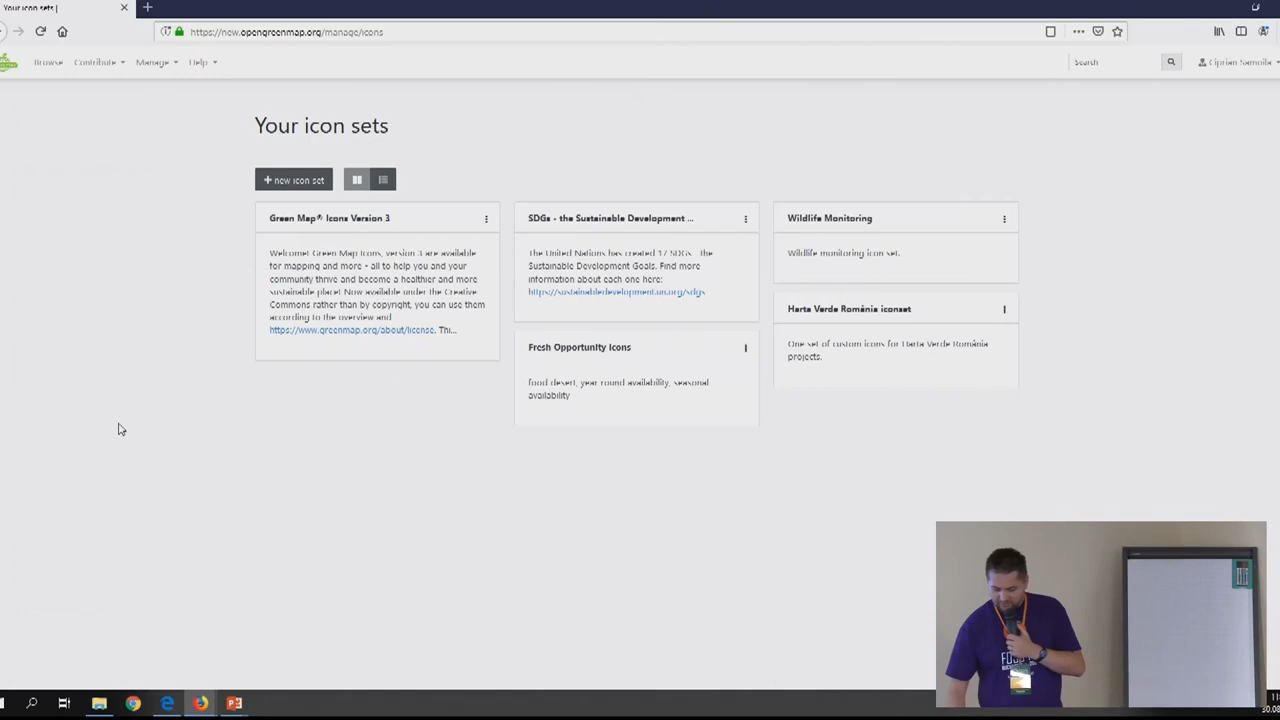 Your icon sets |
https://new.opengreenmap.org/manage/icons
Browse Contribute Manage Help Search Ciprian Samoila
Your icon sets
+ new icon set
Green Map® Icons Version 3
Welcome! Green Map Icons, version 3 are available
for mapping and more - all to help you and your
community thrive and become a healthier and more
sustainable place! Now available under the Creative
Commons rather than by copyright, you can use them
according to the overview and
https://www.greenmap.org/about/license. Thi...
SDGs - the Sustainable Development ...
The United Nations has created 17 SDGs - the
Sustainable Development Goals. Find more
information about each one here:
https://sustainabledevelopment.un.org/sdgs
Fresh Opportunity Icons
food desert, year round availability, seasonal
availability
Wildlife Monitoring
Wildlife monitoring icon set.
Harta Verde România iconset
One set of custom icons for Harta Verde România
projects.